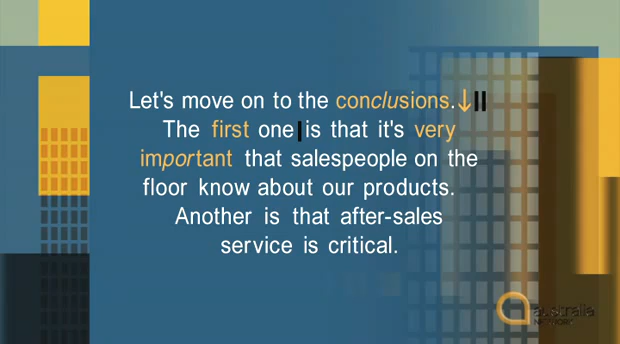 Let's move on to the conclusions.↓||
The first one|is that it's very
important that salespeople on the
floor know about our products.
Another is that after-sales
service is critical.
australia
NETWORK